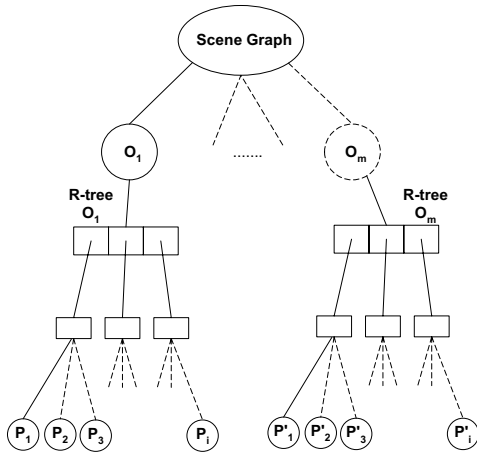 Scene Graph
O1
.......
Om
R-tree
O1
R-tree
Om
P1
P2
P3
Pi
P'1
P'2
P'3
P'i